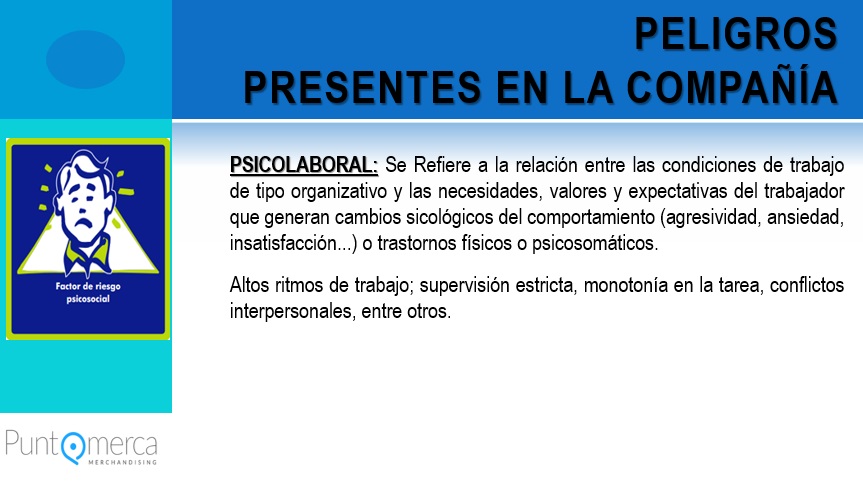 PELIGROS
PRESENTES EN LA COMPAÑÍA
PSICOLABORAL: Se Refiere a la relación entre las condiciones de trabajo
de tipo organizativo y las necesidades, valores y expectativas del trabajador
que generan cambios sicológicos del comportamiento (agresividad, ansiedad,
insatisfacción...) o trastornos físicos o psicosomáticos.
Altos ritmos de trabajo; supervisión estricta, monotonía en la tarea, conflictos
interpersonales, entre otros.
Factor de riesgo
psicosocial
Punt merca
MERCHANDISING